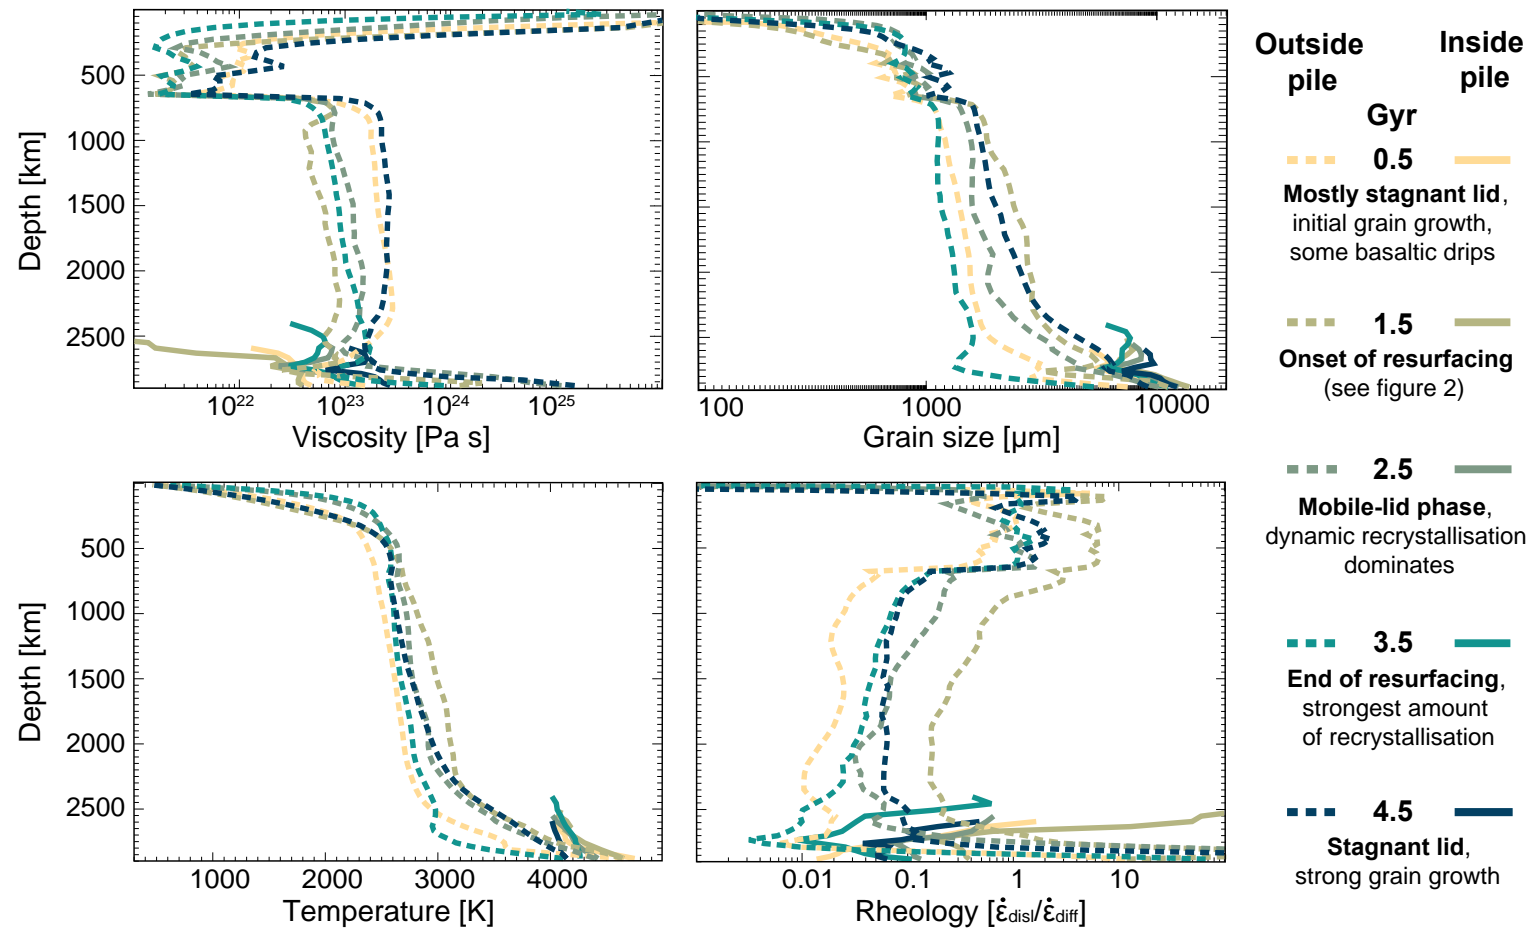 500
1000
1500
2000
2500
Depth [km]
10²²
10²³
10²⁴
10²⁵
Viscosity [Pa s]
100
1000
10000
Grain size [μm]
500
1000
1500
2000
2500
Depth [km]
1000
2000
3000
4000
Temperature [K]
0.01
0.1
1
10
Rheology [ε̇disl/ε̇diff]
Outside pile
Inside pile
Gyr
0.5
Mostly stagnant lid,
initial grain growth,
some basaltic drips
1.5
Onset of resurfacing
(see figure 2)
2.5
Mobile-lid phase,
dynamic recrystallisation
dominates
3.5
End of resurfacing,
strongest amount
of recrystallisation
4.5
Stagnant lid,
strong grain growth